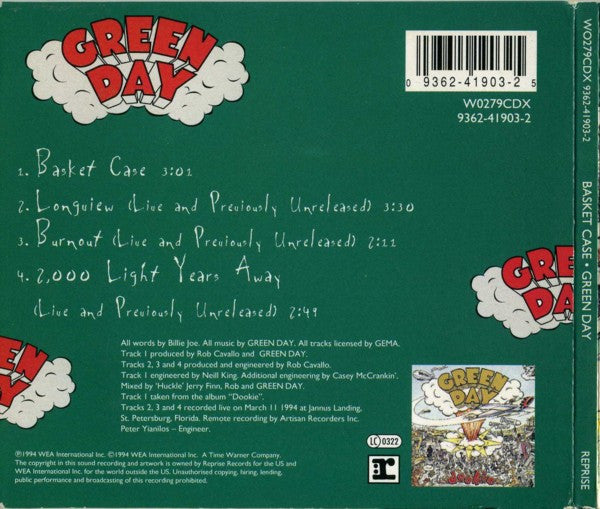 GREEN
DAY
0 9362-41903-2 5
W0279CDX
9362-41903-2
1. Basket Case 3:01
2. Longview (Live and Previously Unreleased) 3:30
3. Burnout (Live and Previously Unreleased) 2:11
4. 2,000 Light Years Away
(Live and Previously Unreleased) 2:49
GREEN
DAY
GREEN
DAY
All words by Billie Joe. All music by GREEN DAY. All tracks licensed by GEMA.
Track 1 produced by Rob Cavallo and GREEN DAY.
Tracks 2, 3 and 4 produced and engineered by Rob Cavallo.
Track 1 engineered by Neill King. Additional engineering by Casey McCrankin'.
Mixed by 'Huckle' Jerry Finn, Rob and GREEN DAY.
Track 1 taken from the album "Dookie".
Tracks 2, 3 and 4 recorded live on March 11 1994 at Jannus Landing,
St. Petersburg, Florida. Remote recording by Artisan Recorders Inc.
Peter Yianilos – Engineer.
GREEN
DAY
dookie
LC 0322
r
℗1994 WEA International Inc. ©1994 WEA International Inc. A Time Warner Company.
The copyright in this sound recording and artwork is owned by Reprise Records for the US and
WEA International Inc. for the world outside the US. Unauthorised copying, hiring, lending,
public performance and broadcasting of this recording prohibited.
WO279CDX 9362-41903-2
BASKET CASE • GREEN DAY
REPRISE